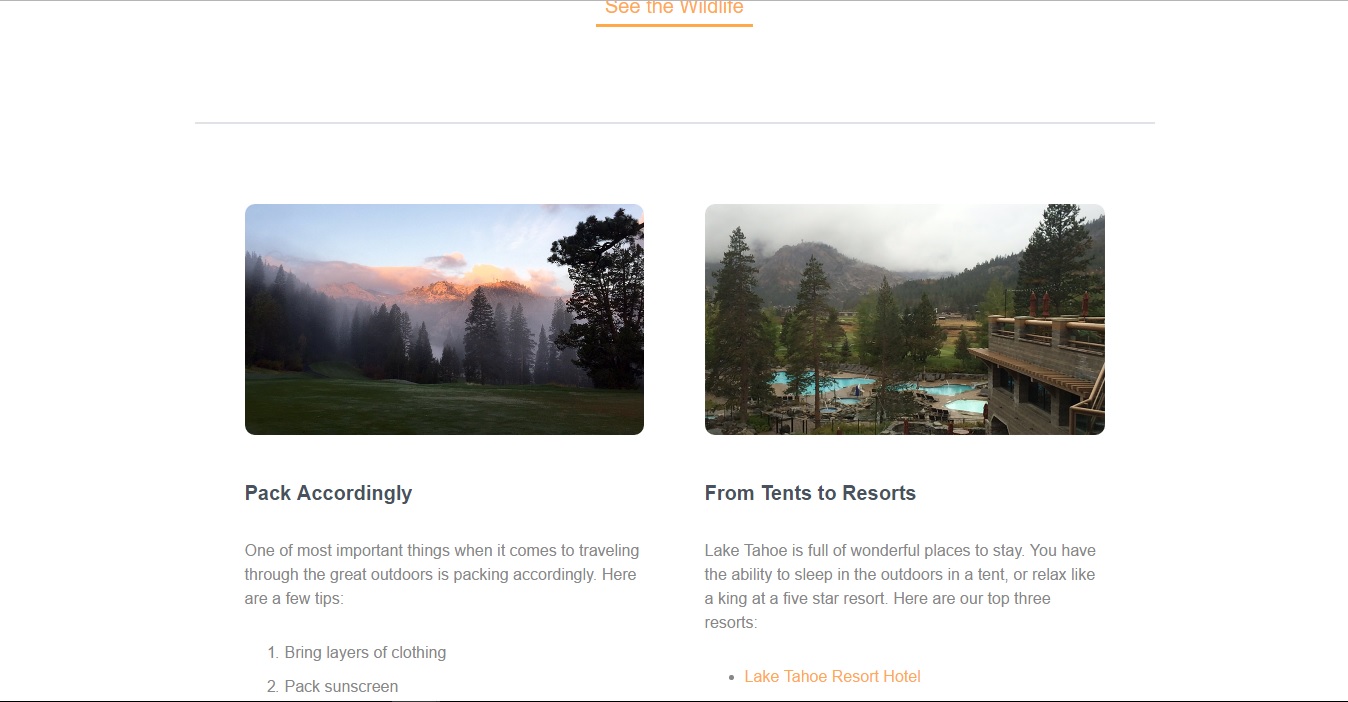 See the Wildlife
Pack Accordingly
One of most important things when it comes to traveling
through the great outdoors is packing accordingly. Here
are a few tips:
1. Bring layers of clothing
2. Pack sunscreen
From Tents to Resorts
Lake Tahoe is full of wonderful places to stay. You have
the ability to sleep in the outdoors in a tent, or relax like
a king at a five star resort. Here are our top three
resorts:
• Lake Tahoe Resort Hotel